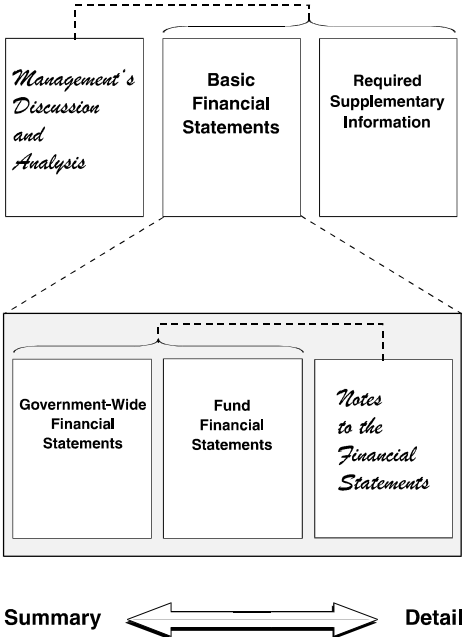 Management's
Discussion
and
Analysis
Basic
Financial
Statements
Required
Supplementary
Information
Government-Wide
Financial
Statements
Fund
Financial
Statements
Notes
to the
Financial
Statements
Summary
Detail